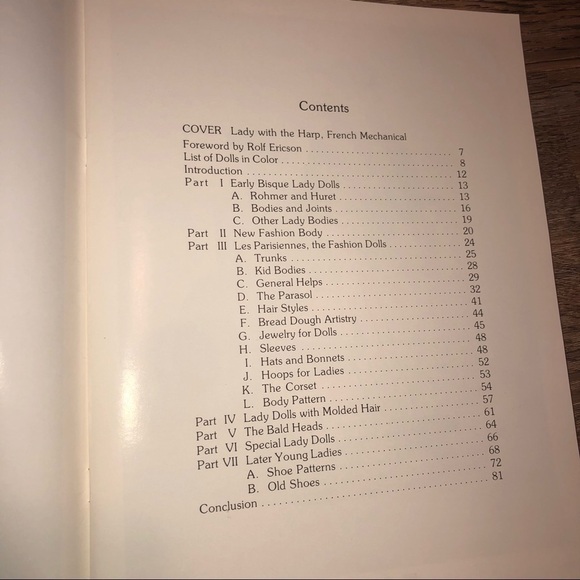 Contents
COVER Lady with the Harp, French Mechanical
Foreword by Rolf Ericson . . . . . . . . . . 7
List of Dolls in Color . . . . . . . . . . 8
Introduction . . . . . . . . . . 12
Part I Early Bisque Lady Dolls . . . . . . . . . . 13
A. Rohmer and Huret . . . . . . . . . . 13
B. Bodies and Joints . . . . . . . . . . 16
C. Other Lady Bodies . . . . . . . . . . 19
Part II New Fashion Body . . . . . . . . . . 20
Part III Les Parisiennes, the Fashion Dolls . . . . . . . . . . 24
A. Trunks . . . . . . . . . . 25
B. Kid Bodies . . . . . . . . . . 28
C. General Helps . . . . . . . . . . 29
D. The Parasol . . . . . . . . . . 32
E. Hair Styles . . . . . . . . . . 41
F. Bread Dough Artistry . . . . . . . . . . 44
G. Jewelry for Dolls . . . . . . . . . . 45
H. Sleeves . . . . . . . . . . 48
I. Hats and Bonnets . . . . . . . . . . 48
J. Hoops for Ladies . . . . . . . . . . 52
K. The Corset . . . . . . . . . . 53
L. Body Pattern . . . . . . . . . . 54
Part IV Lady Dolls with Molded Hair . . . . . . . . . . 57
Part V The Bald Heads . . . . . . . . . . 61
Part VI Special Lady Dolls . . . . . . . . . . 64
Part VII Later Young Ladies . . . . . . . . . . 66
A. Shoe Patterns . . . . . . . . . . 68
B. Old Shoes . . . . . . . . . . 72
Conclusion . . . . . . . . . . 81